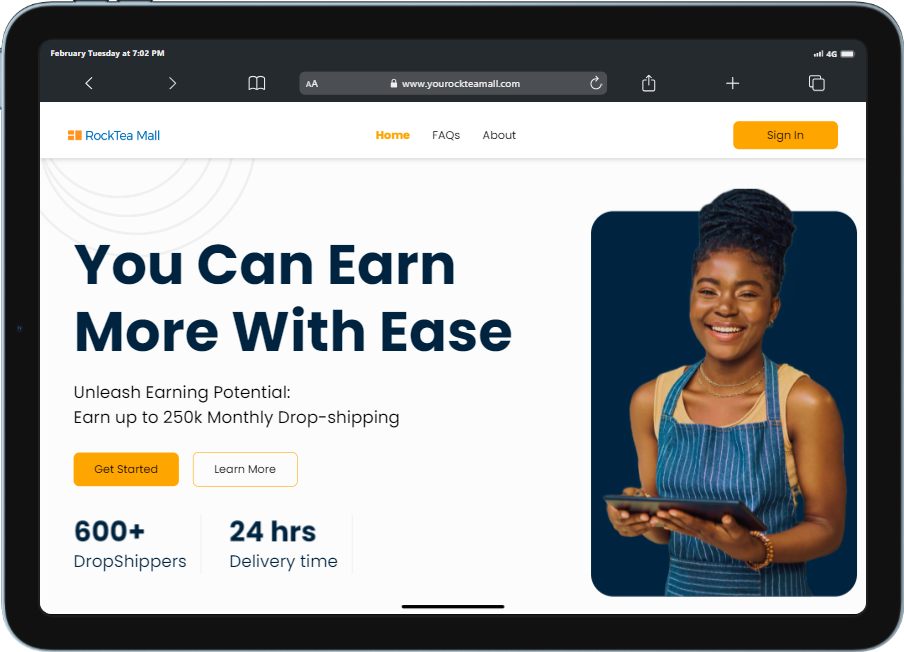 February Tuesday at 7:02 PM
4G
AA
www.yourockteamall.com
RockTea Mall
Home
FAQs
About
Sign In
You Can Earn
More With Ease
Unleash Earning Potential:
Earn up to 250k Monthly Drop-shipping
Get Started
Learn More
600+
24 hrs
DropShippers
Delivery time